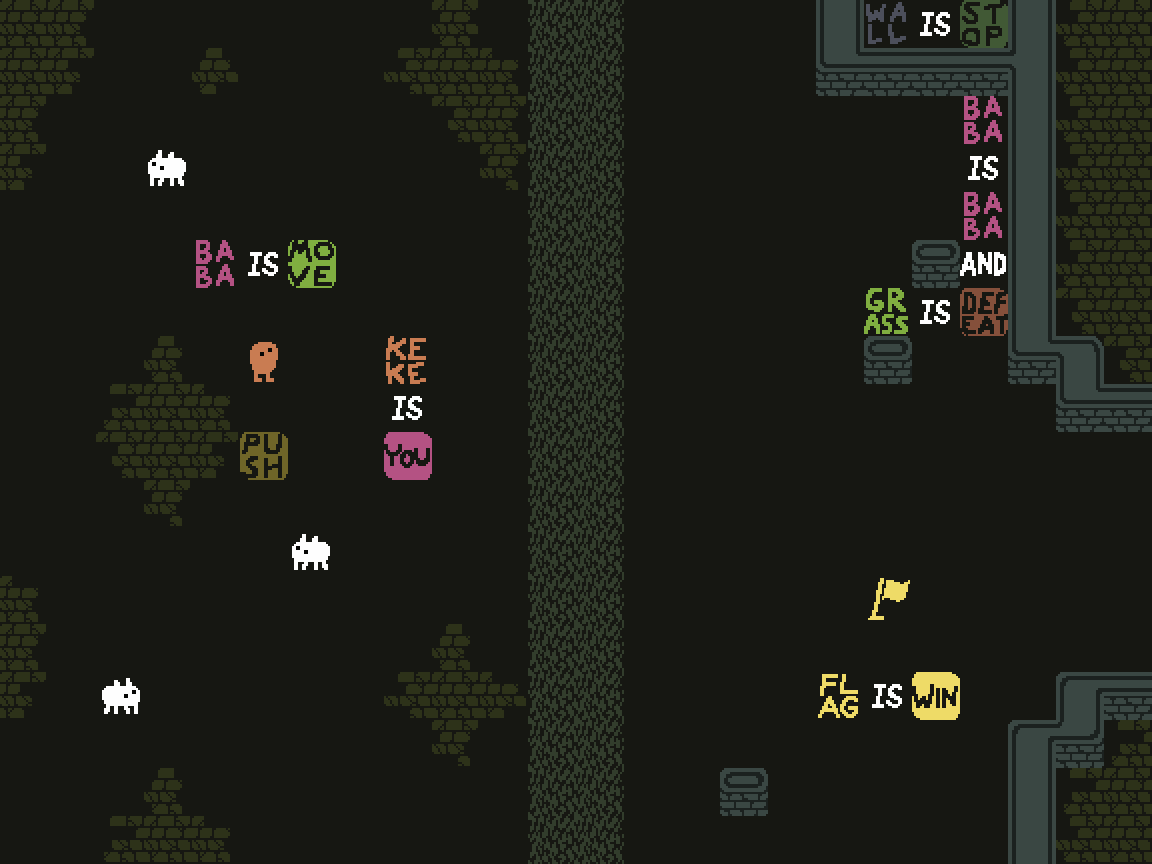 WALL IS STOP
BABA
IS
BABA
BABA IS MOVE
AND
GRASS IS DEFEAT
KEKE
IS
PUSH
YOU
FLAG IS WIN